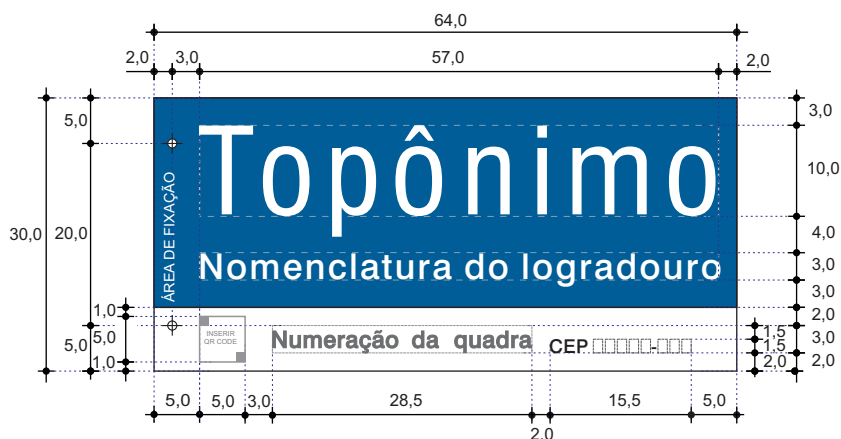 64,0
2,0 3,0 57,0 2,0
5,0
20,0
5,0
30,0
1,0
5,0
1,0
ÁREA DE FIXAÇÃO
Topônimo
Nomenclatura do logradouro
INSERIR
QR CODE
Numeração da quadra
CEP -
3,0
10,0
4,0
3,0
3,0
2,0
3,0
2,0
1,5
1,5
2,0
5,0 5,0 3,0 28,5 15,5 5,0
2,0